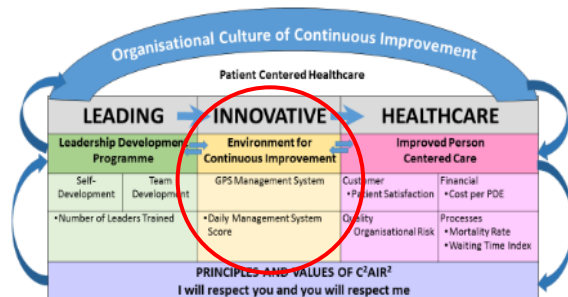 Organisational Culture of Continuous Improvement
Patient Centered Healthcare
LEADING
INNOVATIVE
HEALTHCARE
Leadership Development
Programme
Environment for
Continuous Improvement
Improved Person
Centered Care
Self-
Development
Team
Development
•Number of Leaders Trained
GPS Management System
•Daily Management System
Score
Customer
•Patient Satisfaction
Financial
•Cost per PDE
Quality
Organisational Risk
Processes
•Mortality Rate
•Waiting Time Index
PRINCIPLES AND VALUES OF C²AIR²
I will respect you and you will respect me